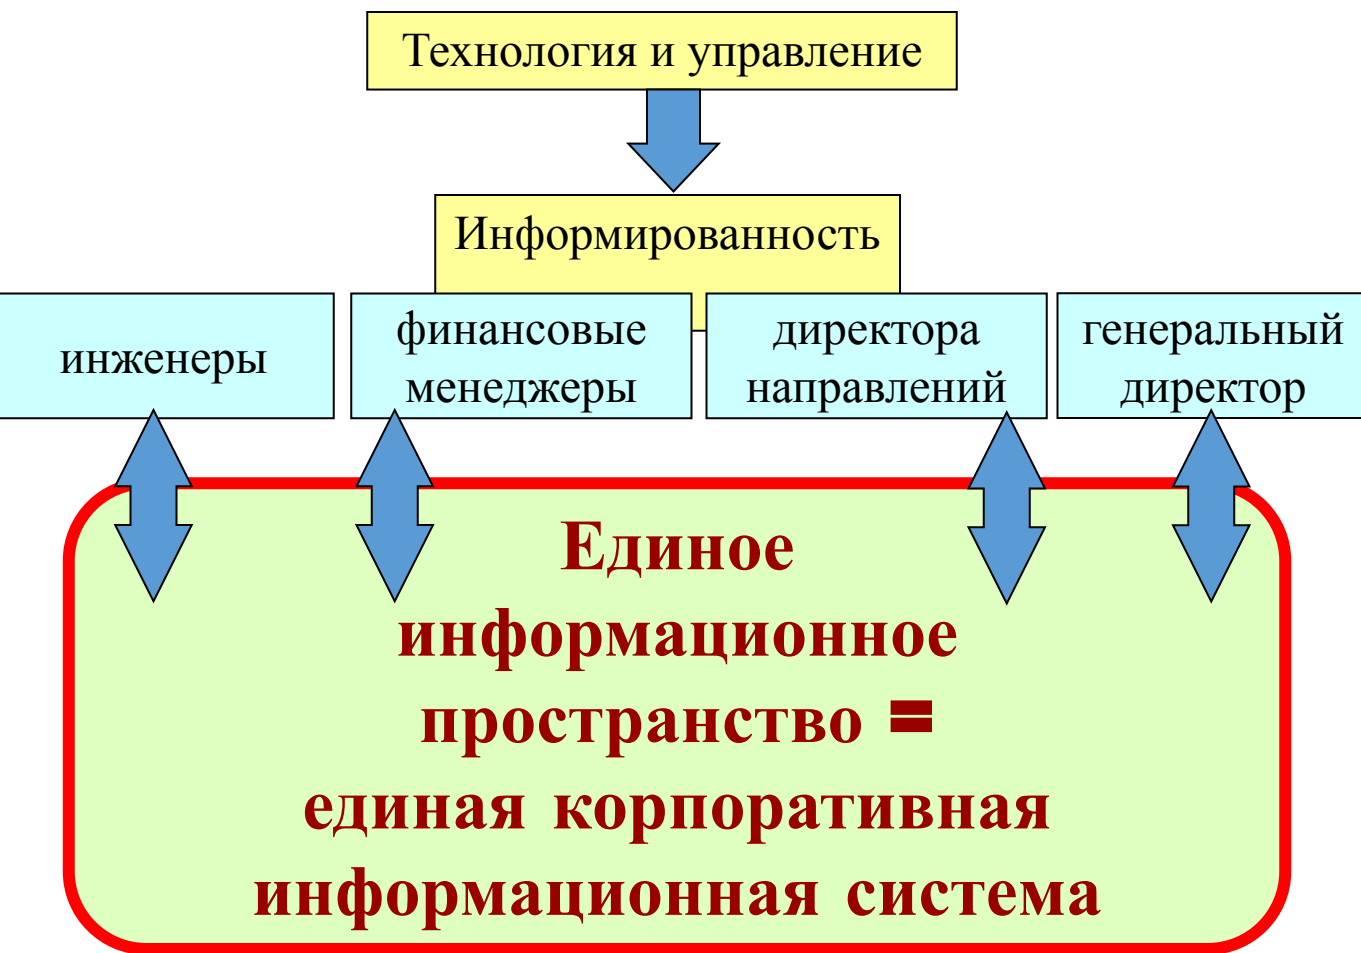 Технология и управление
Информированность
инженеры
финансовые
менеджеры
директора
направлений
генеральный
директор
Единое
информационное
пространство =
единая корпоративная
информационная система